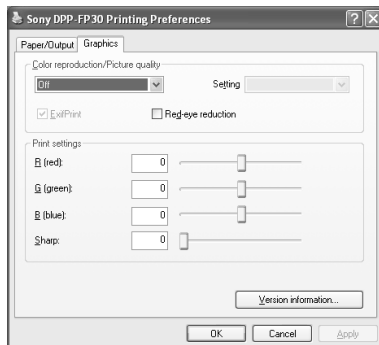 Sony DPP-FP30 Printing Preferences
Paper/Output Graphics
Color reproduction/Picture quality
Off Setting
ExifPrint Red-eye reduction
Print settings
R (red): 0
G (green): 0
B (blue): 0
Sharp: 0
Version information...
OK Cancel Apply